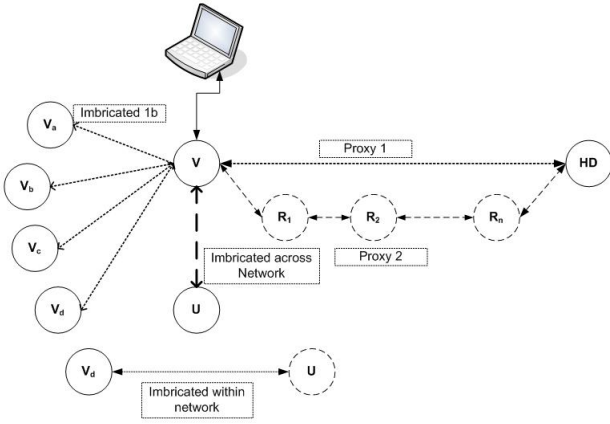 Imbricated 1b
Va
Vb
Vc
Vd
V
Proxy 1
HD
R1
R2
Rn
Proxy 2
Imbricated across
Network
U
Vd
U
Imbricated within
network